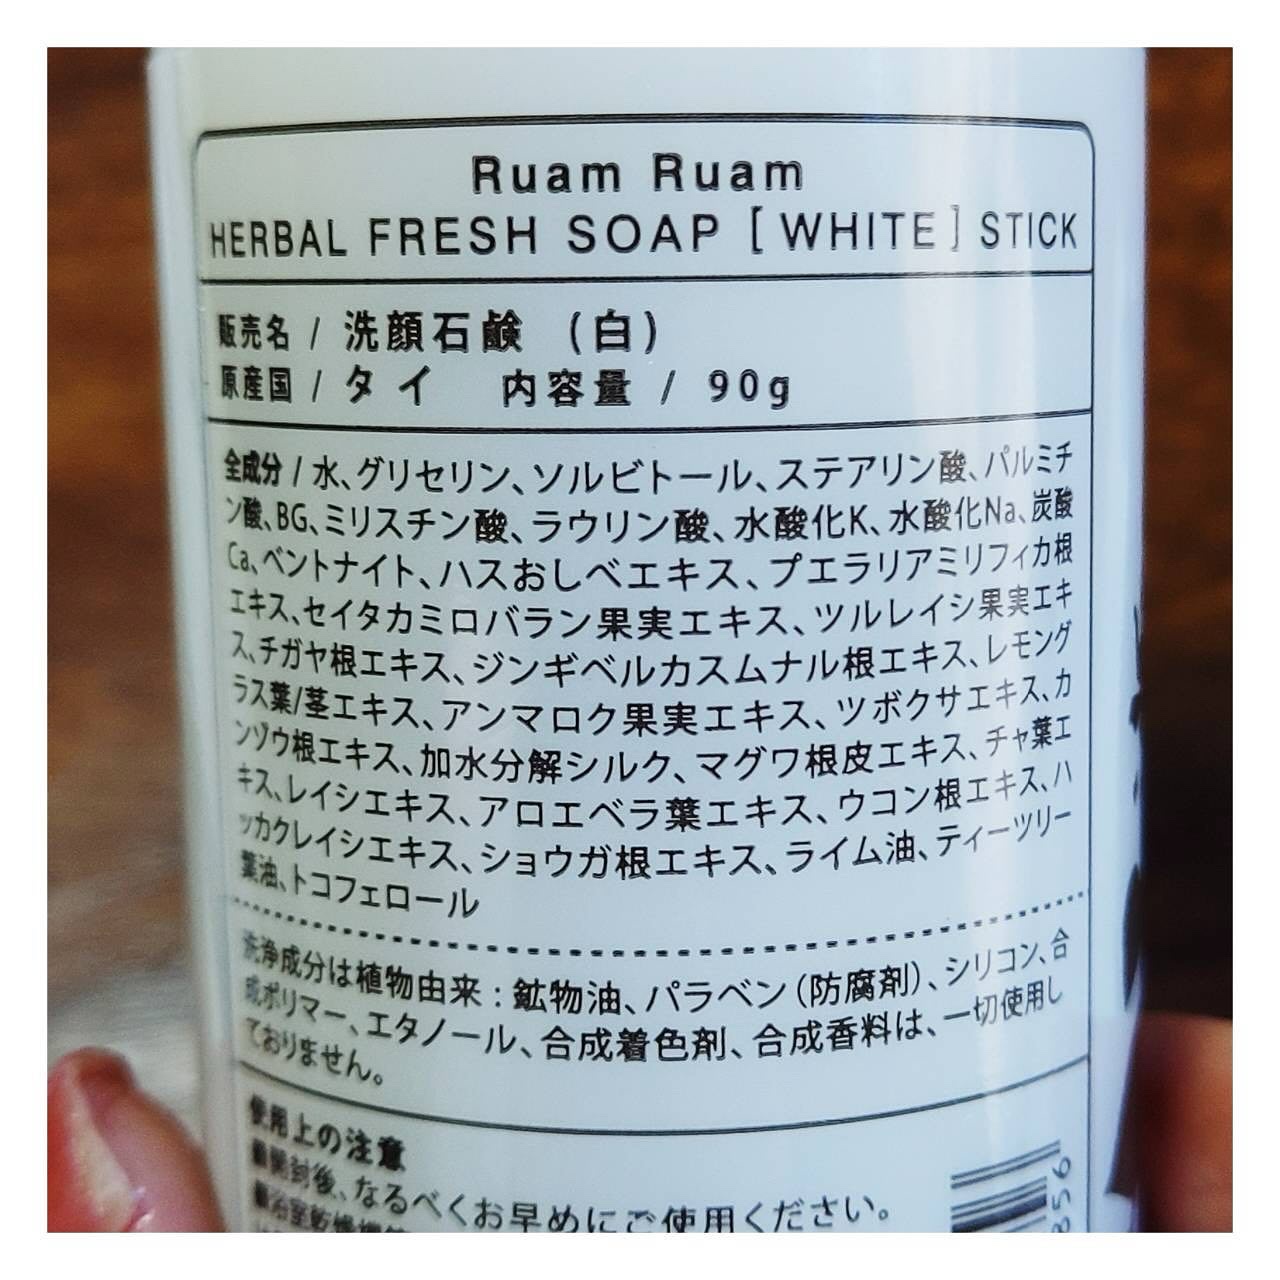 Ruam Ruam
HERBAL FRESH SOAP [WHITE] STICK
販売名 / 洗顔石鹸 (白)
原産国 / タイ 内容量 / 90g
全成分 / 水、グリセリン、ソルビトール、ステアリン酸、パルミチ
ン酸、BG、ミリスチン酸、ラウリン酸、水酸化K、水酸化Na、炭酸
Ca、ベントナイト、ハスおしべエキス、プエラリアミリフィカ根
エキス、セイタカミロバラン果実エキス、ツルレイシ果実エキ
ス、チガヤ根エキス、ジンギベルカスムナル根エキス、レモング
ラス葉/茎エキス、アンマロク果実エキス、ツボクサエキス、カ
ンゾウ根エキス、加水分解シルク、マグワ根皮エキス、チャ葉エ
キス、レイシエキス、アロエベラ葉エキス、ウコン根エキス、ハ
ッカクレイシエキス、ショウガ根エキス、ライム油、ティーツリー
葉油、トコフェロール
洗浄成分は植物由来：鉱物油、パラベン（防腐剤）、シリコン、合
成ポリマー、エタノール、合成着色剤、合成香料は、一切使用し
ておりません。
使用上の注意
■開封後、なるべくお早めにご使用ください。
■浴室乾燥機
856